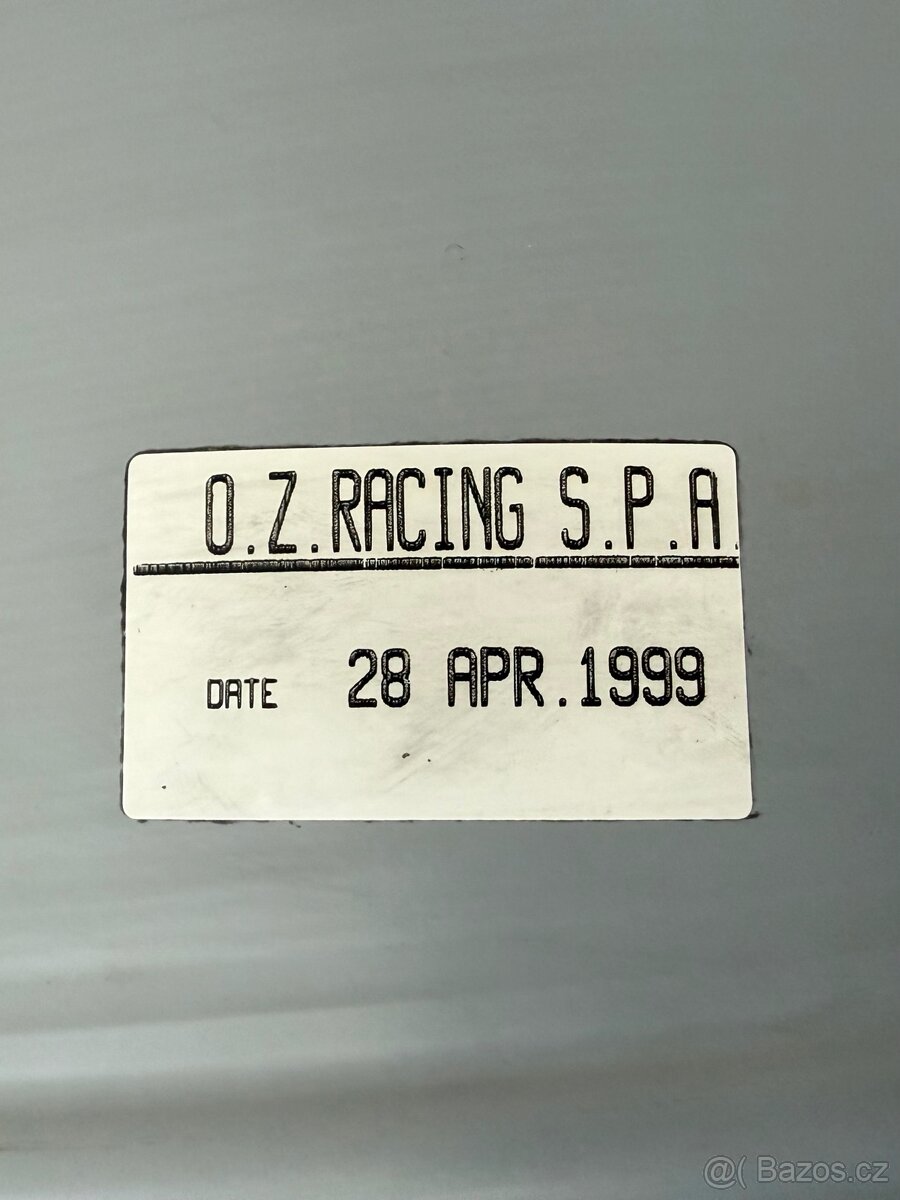 O.Z.RACING S.P.A.
DATE 28 APR.1999
@( Bazos.cz